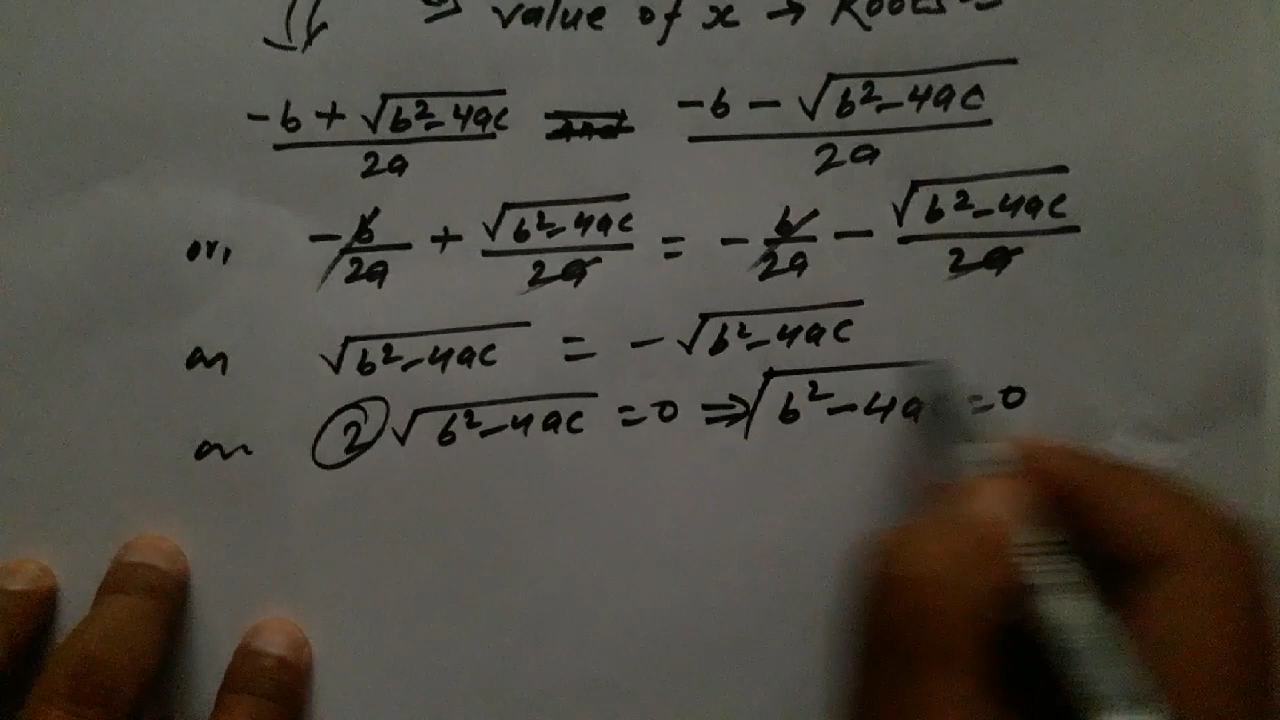 ⇒ value of x → Roots
(-b + √(b²-4ac))/2a = (-b - √(b²-4ac))/2a
or, -b/2a + √(b²-4ac)/2a = -b/2a - √(b²-4ac)/2a
or √(b²-4ac) = -√(b²-4ac)
or 2√(b²-4ac) = 0 ⇒ √(b²-4a = 0